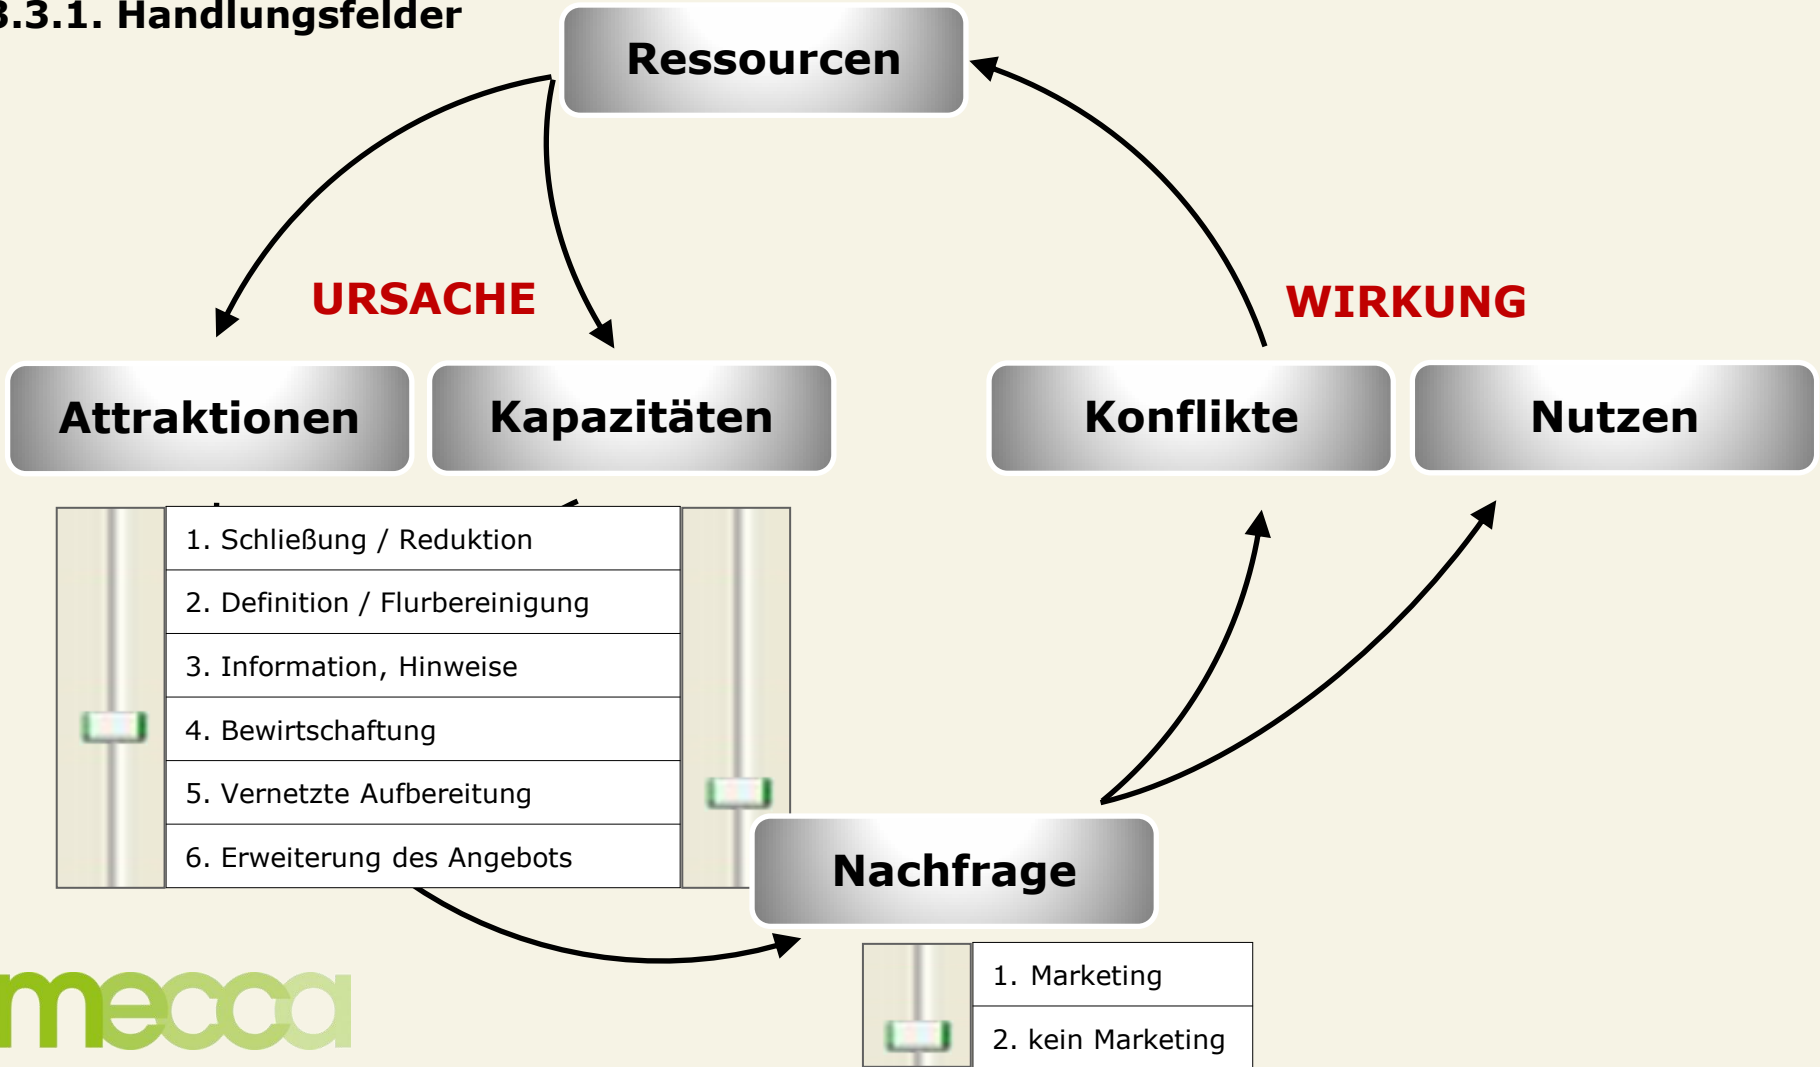 3.3.1. Handlungsfelder
Ressourcen
URSACHE
WIRKUNG
Attraktionen
Kapazitäten
Konflikte
Nutzen
1. Schließung / Reduktion
2. Definition / Flurbereinigung
3. Information, Hinweise
4. Bewirtschaftung
5. Vernetzte Aufbereitung
6. Erweiterung des Angebots
Nachfrage
1. Marketing
2. kein Marketing
mecca